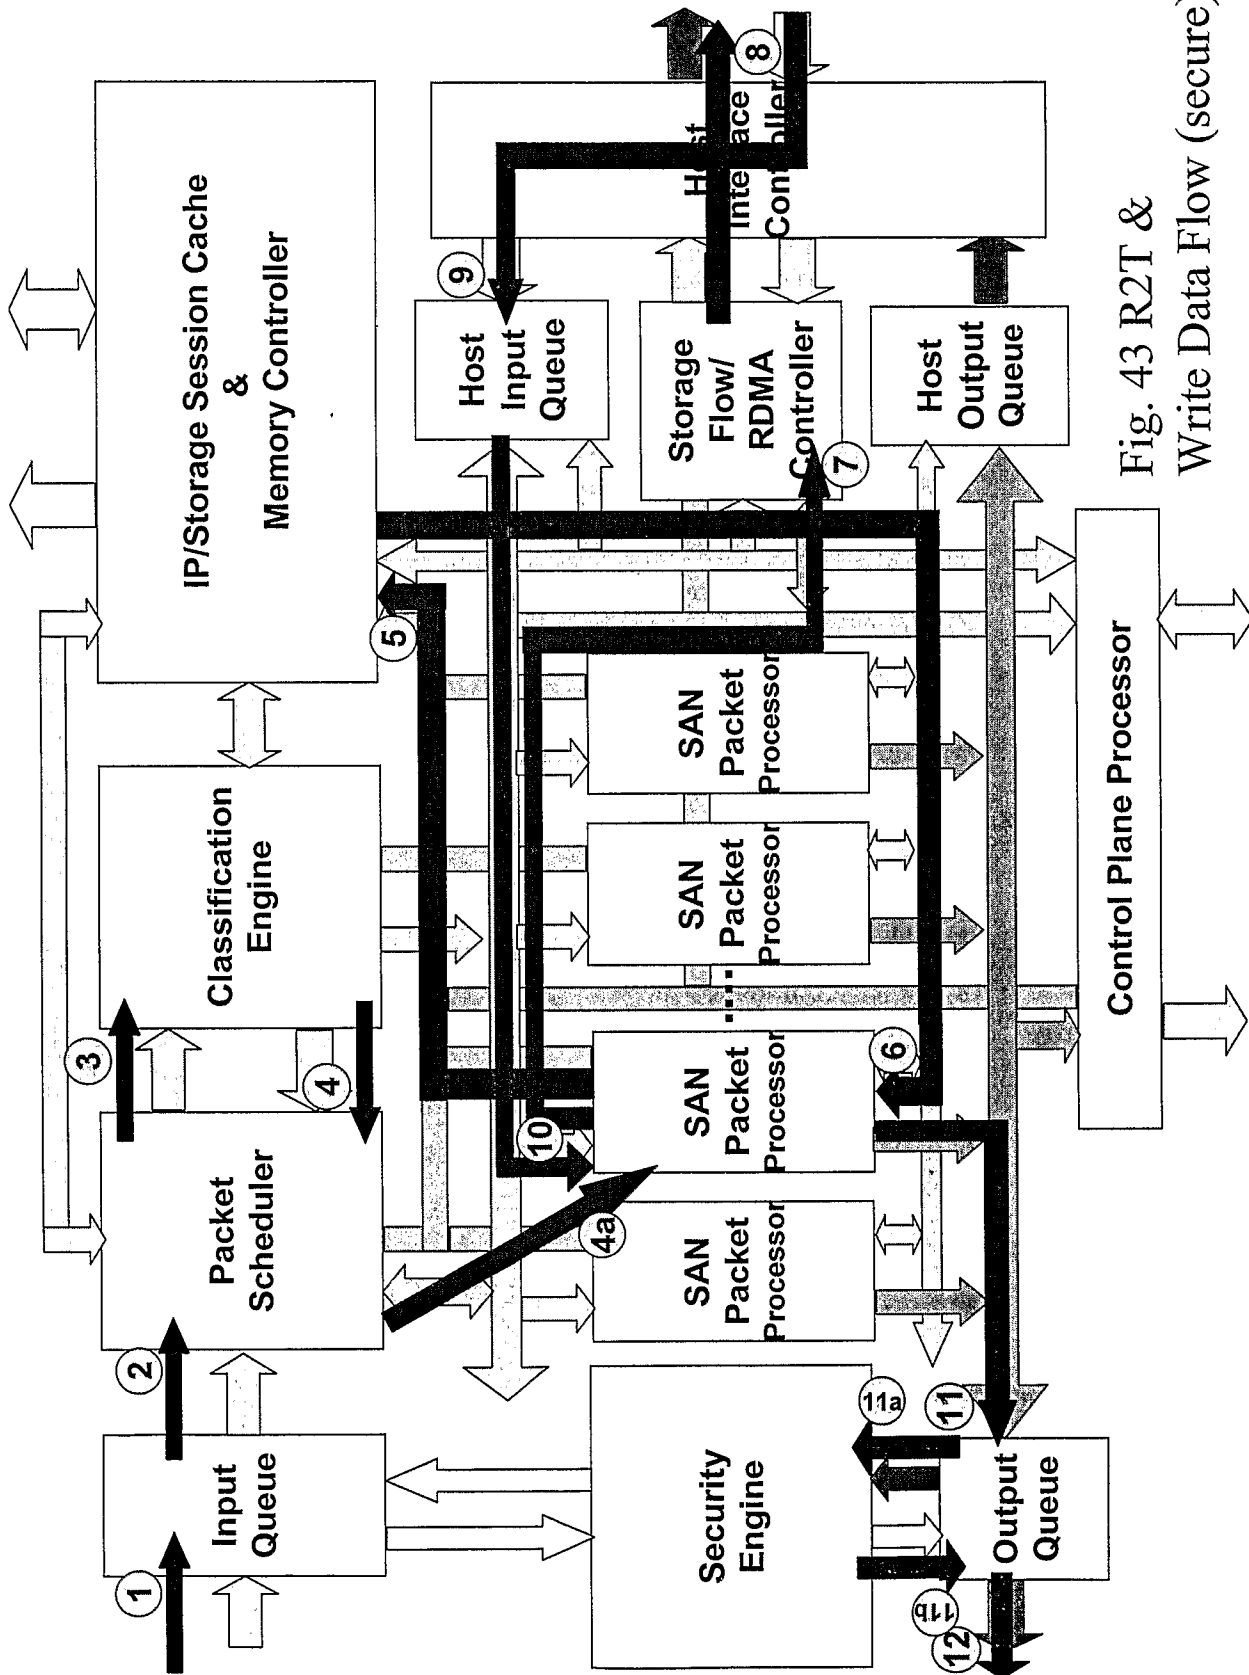 1
Input
Queue
2
Packet
Scheduler
3
4
Classification
Engine
IP/Storage Session Cache
&
Memory Controller
5
4a
10
Security
Engine
SAN
Packet
Processor
SAN
Packet
Processor
SAN
Packet
Processor
SAN
Packet
Processor
6
9
Host
Input
Queue
Storage
Flow/
RDMA
Controller
7
Host
Output
Queue
Host
Interface
Controller
8
11a
11
11b
12
Output
Queue
Control Plane Processor
Fig. 43 R2T &
Write Data Flow (secure)